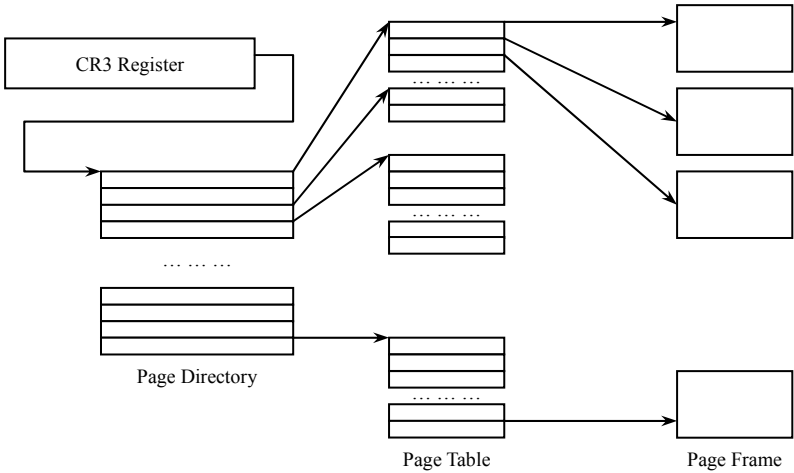 CR3 Register
… … …
… … …
… … …
Page Directory
… … …
Page Table
Page Frame